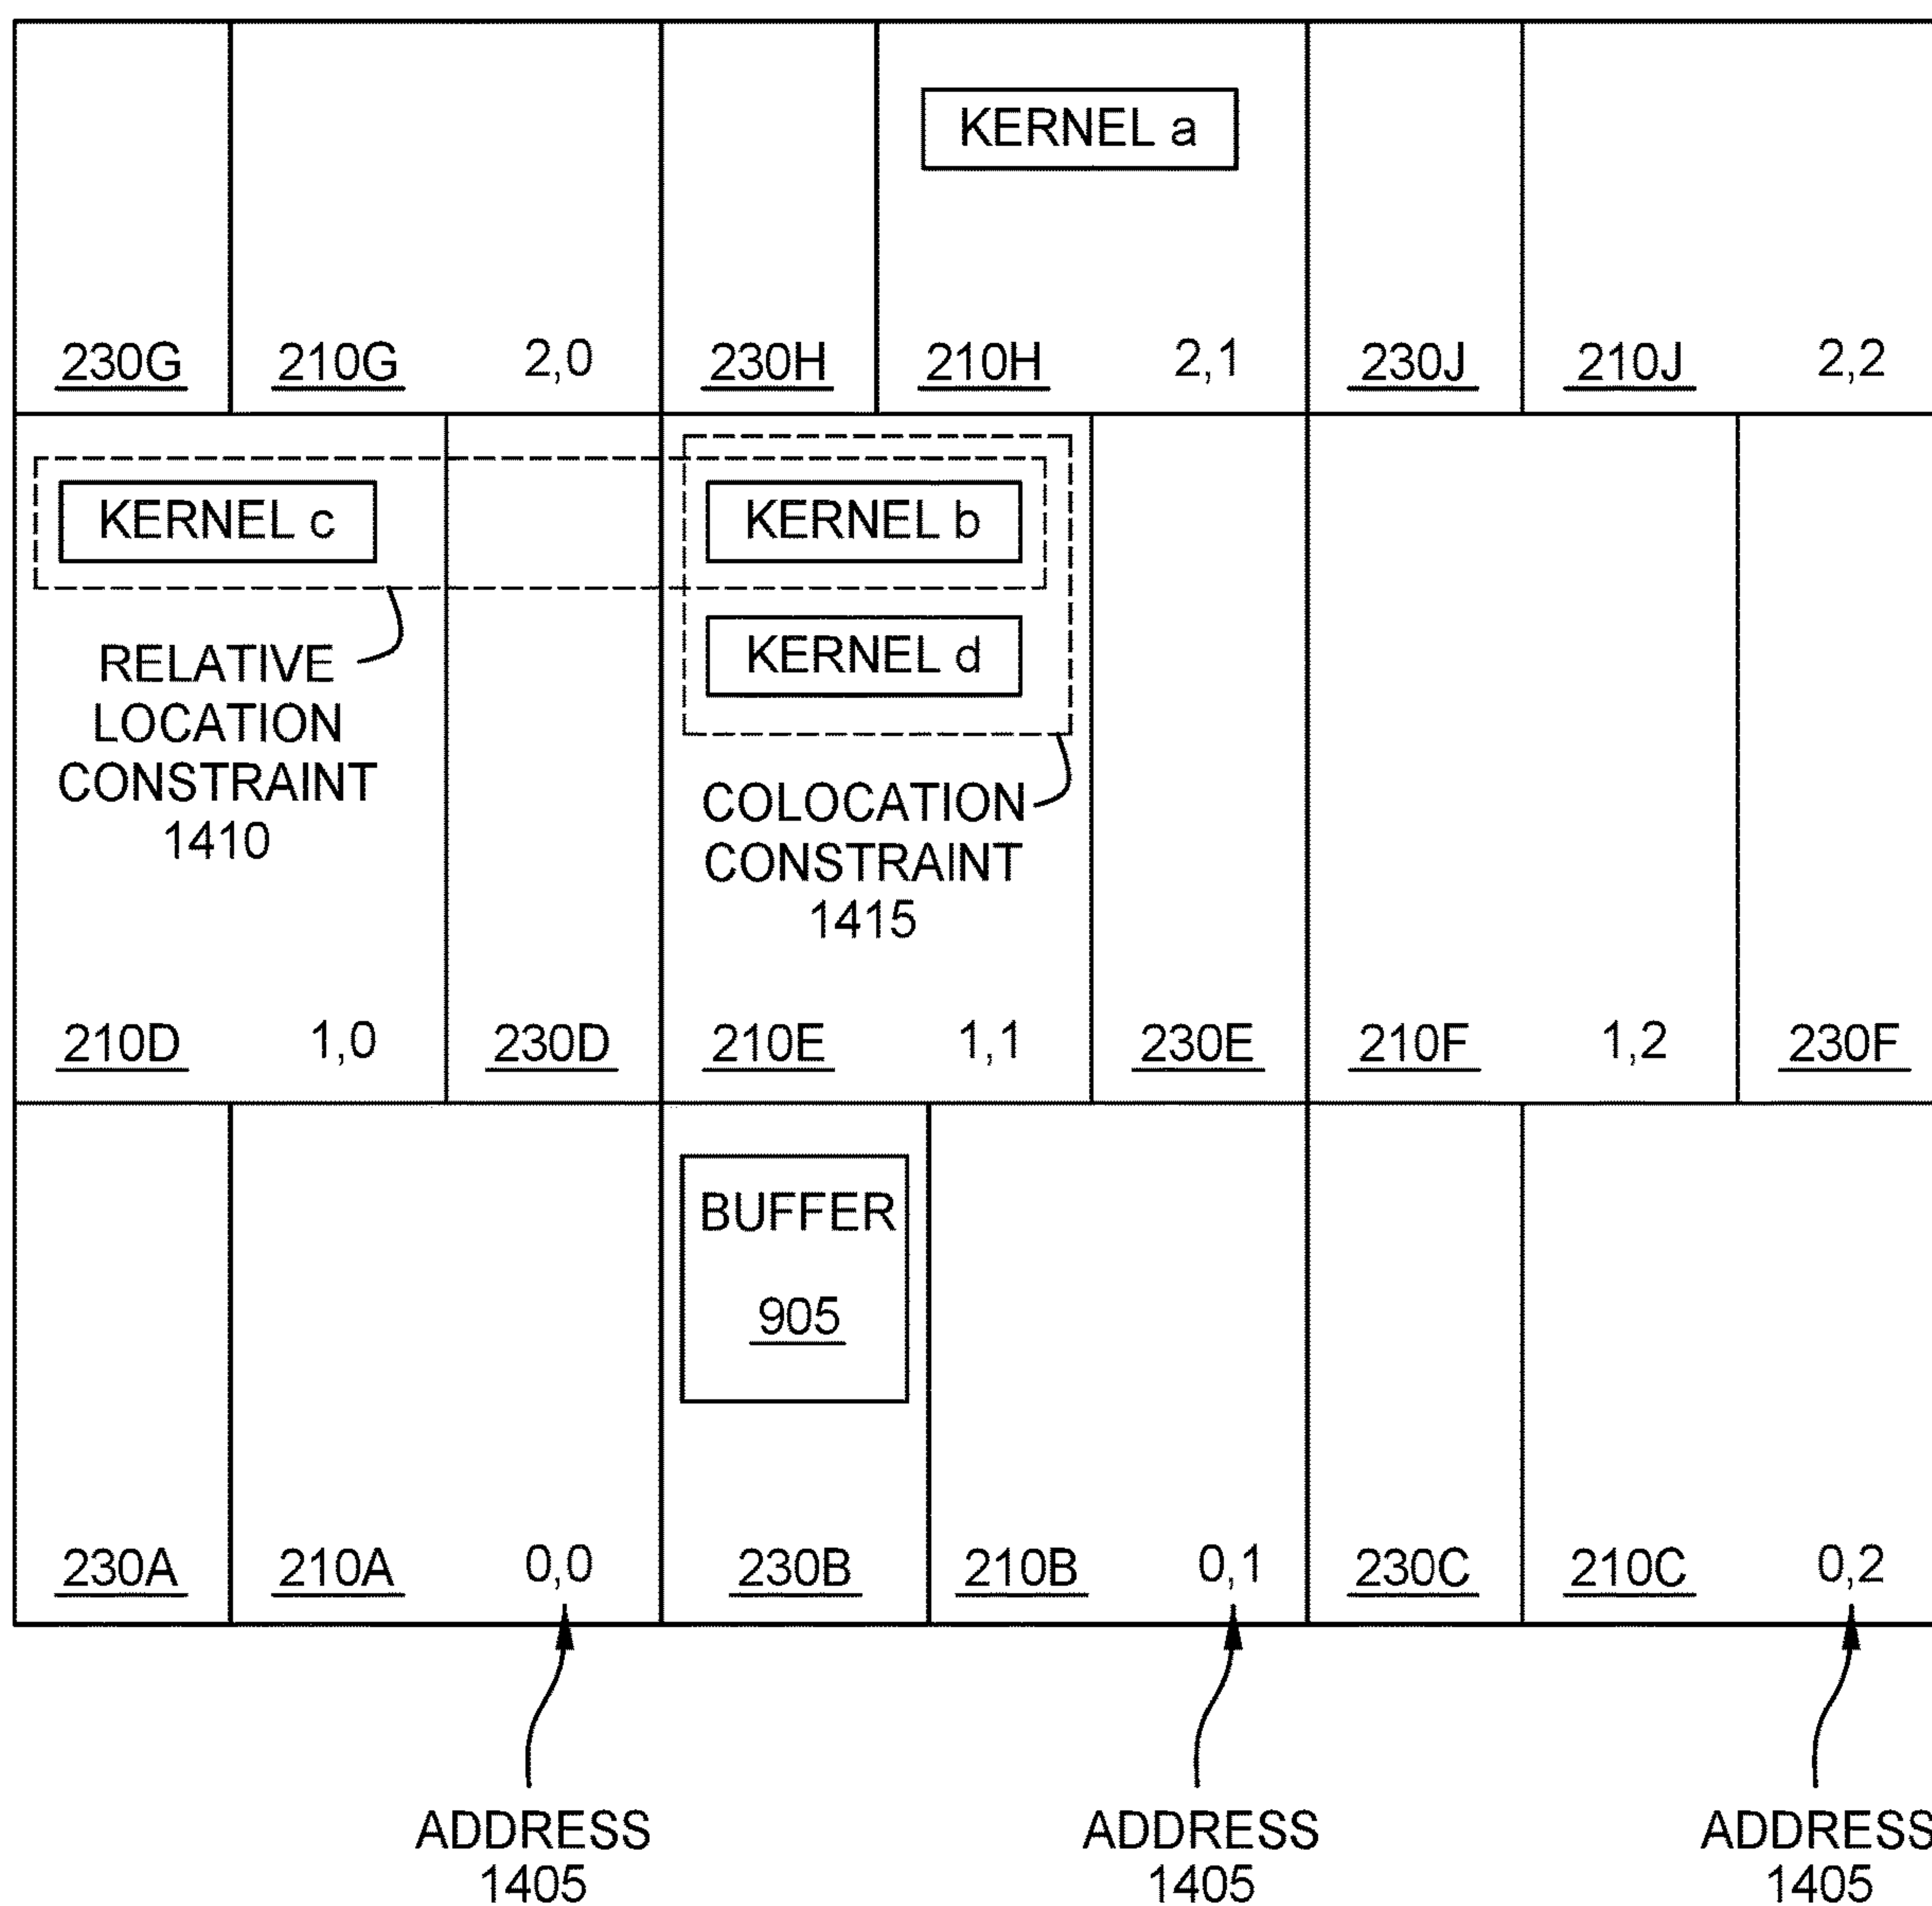 KERNEL a
230G 210G 2,0 230H 210H 2,1 230J 210J 2,2
KERNEL c
KERNEL b
KERNEL d
RELATIVE
LOCATION
CONSTRAINT
1410
COLOCATION
CONSTRAINT
1415
210D 1,0 230D 210E 1,1 230E 210F 1,2 230F
BUFFER
905
230A 210A 0,0 230B 210B 0,1 230C 210C 0,2
ADDRESS
1405
ADDRESS
1405
ADDRESS
1405